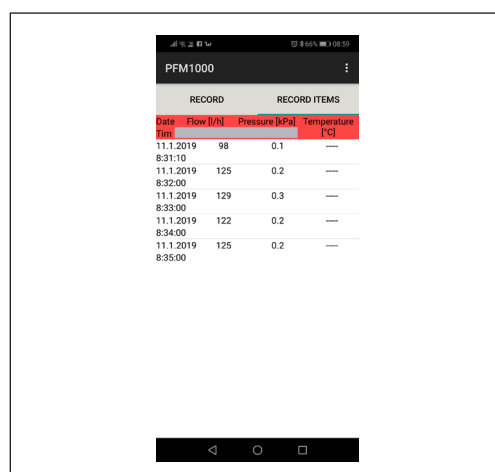 66% 08:59
PFM1000
RECORD RECORD ITEMS
Date Flow [l/h] Pressure [kPa] Temperature
Tim [°C]
11.1.2019 98 0.1 -----
8:31:10
11.1.2019 125 0.2 -----
8:32:00
11.1.2019 129 0.3 -----
8:33:00
11.1.2019 122 0.2 -----
8:34:00
11.1.2019 125 0.2 -----
8:35:00